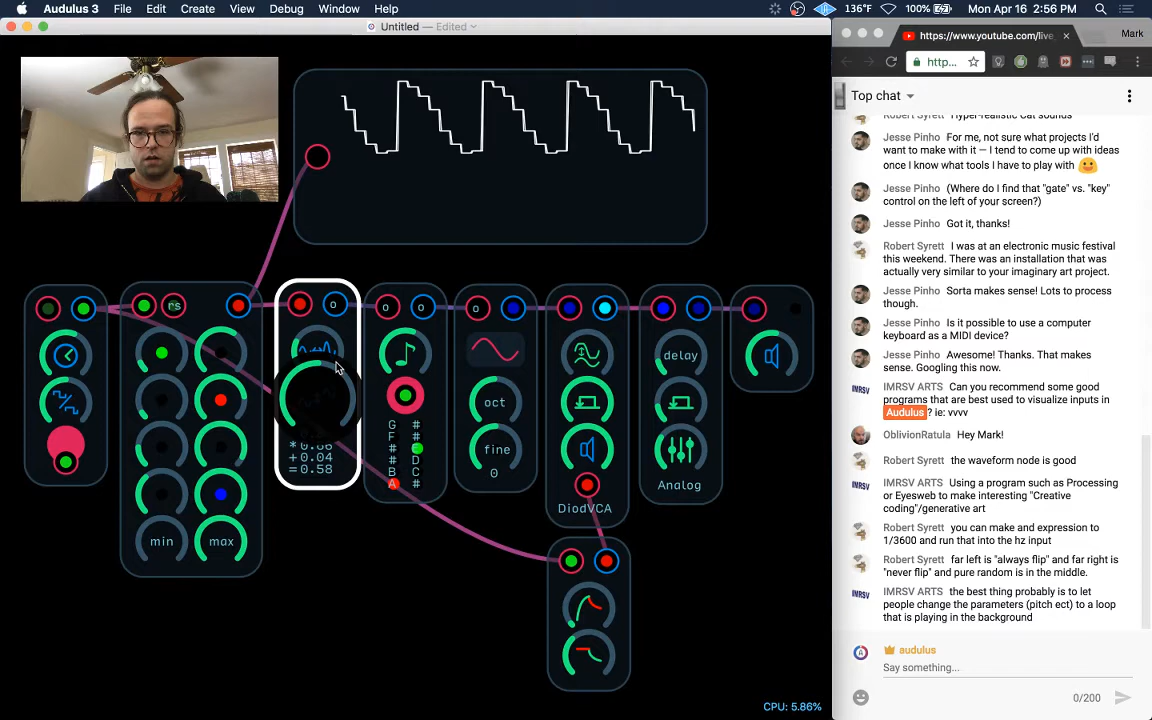 Audulus 3 File Edit Create View Debug Window Help
136°F 100% Mon Apr 16 2:56 PM
Untitled — Edited
https://www.youtube.com/live_
Mark
http...
Top chat
Robert Syrett Hyper-realistic Cat sounds
Jesse Pinho For me, not sure what projects I'd
want to make with it — I tend to come up with ideas
once I know what tools I have to play with
Jesse Pinho (Where do I find that "gate" vs. "key"
control on the left of your screen?)
Jesse Pinho Got it, thanks!
Robert Syrett I was at an electronic music festival
this weekend. There was an installation that was
actually very similar to your imaginary art project.
Jesse Pinho Sorta makes sense! Lots to process
though.
Jesse Pinho Is it possible to use a computer
keyboard as a MIDI device?
Jesse Pinho Awesome! Thanks. That makes
sense. Googling this now.
IMRSV ARTS Can you recommend some good
programs that are best used to visualize inputs in
Audulus ? ie: vvvv
OblivionRatula Hey Mark!
Robert Syrett the waveform node is good
IMRSV ARTS Using a program such as Processing
or Eyesweb to make interesting "Creative
coding"/generative art
Robert Syrett you can make and expression to
1/3600 and run that into the hz input
Robert Syrett far left is "always flip" and far right is
"never flip" and pure random is in the middle.
IMRSV ARTS the best thing probably is to let
people change the parameters (pitch ect) to a loop
that is playing in the background
audulus
Say something...
0/200
rs
min max
+0.04
=0.58
o
o o
G #
F #
# D
# C
B #
A
o
oct
fine
0
DiodVCA
delay
Analog
CPU: 5.86%